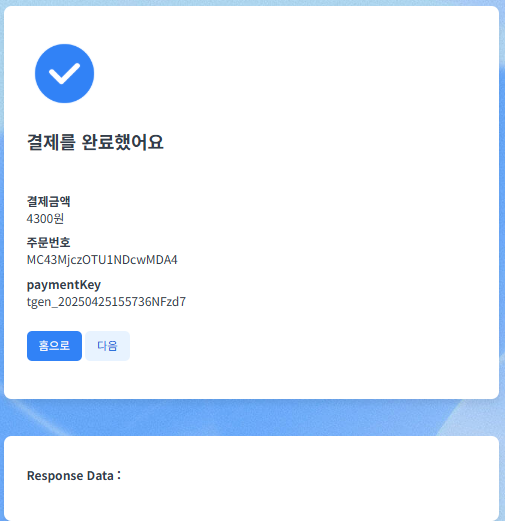 결제를 완료했어요
결제금액
4300원
주문번호
MC43MjczOTU1NDcwMDA4
paymentKey
tgen_20250425155736NFzd7
홈으로 다음
Response Data :